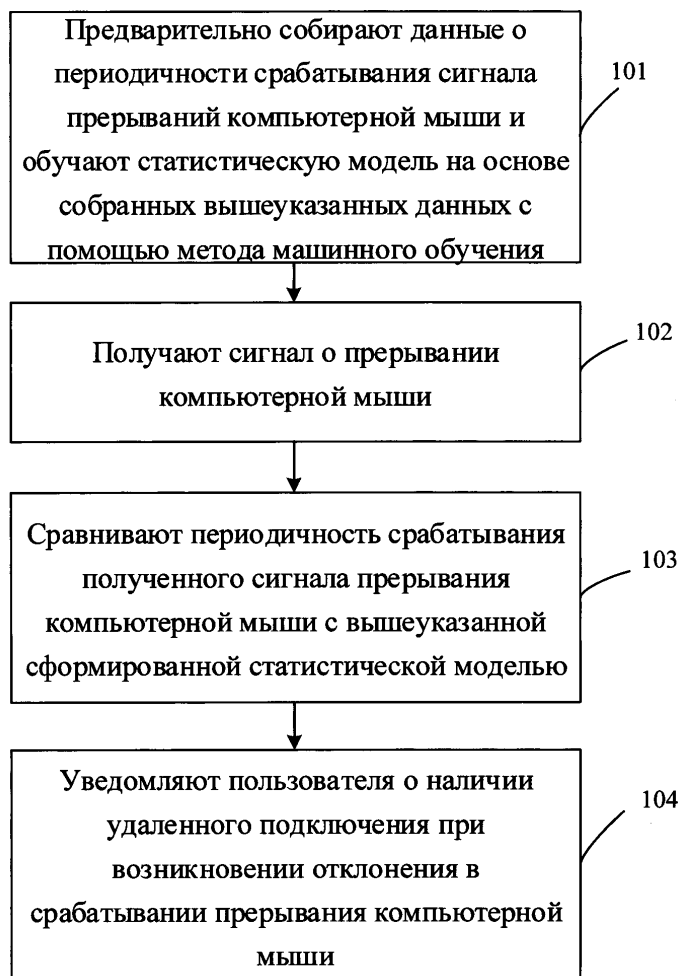 Предварительно собирают данные о
периодичности срабатывания сигнала
прерываний компьютерной мыши и
обучают статистическую модель на основе
собранных вышеуказанных данных с
помощью метода машинного обучения
101
Получают сигнал о прерывании
компьютерной мыши
102
Сравнивают периодичность срабатывания
полученного сигнала прерывания
компьютерной мыши с вышеуказанной
сформированной статистической моделью
103
Уведомляют пользователя о наличии
удаленного подключения при
возникновении отклонения в
срабатывании прерывания компьютерной
мыши
104